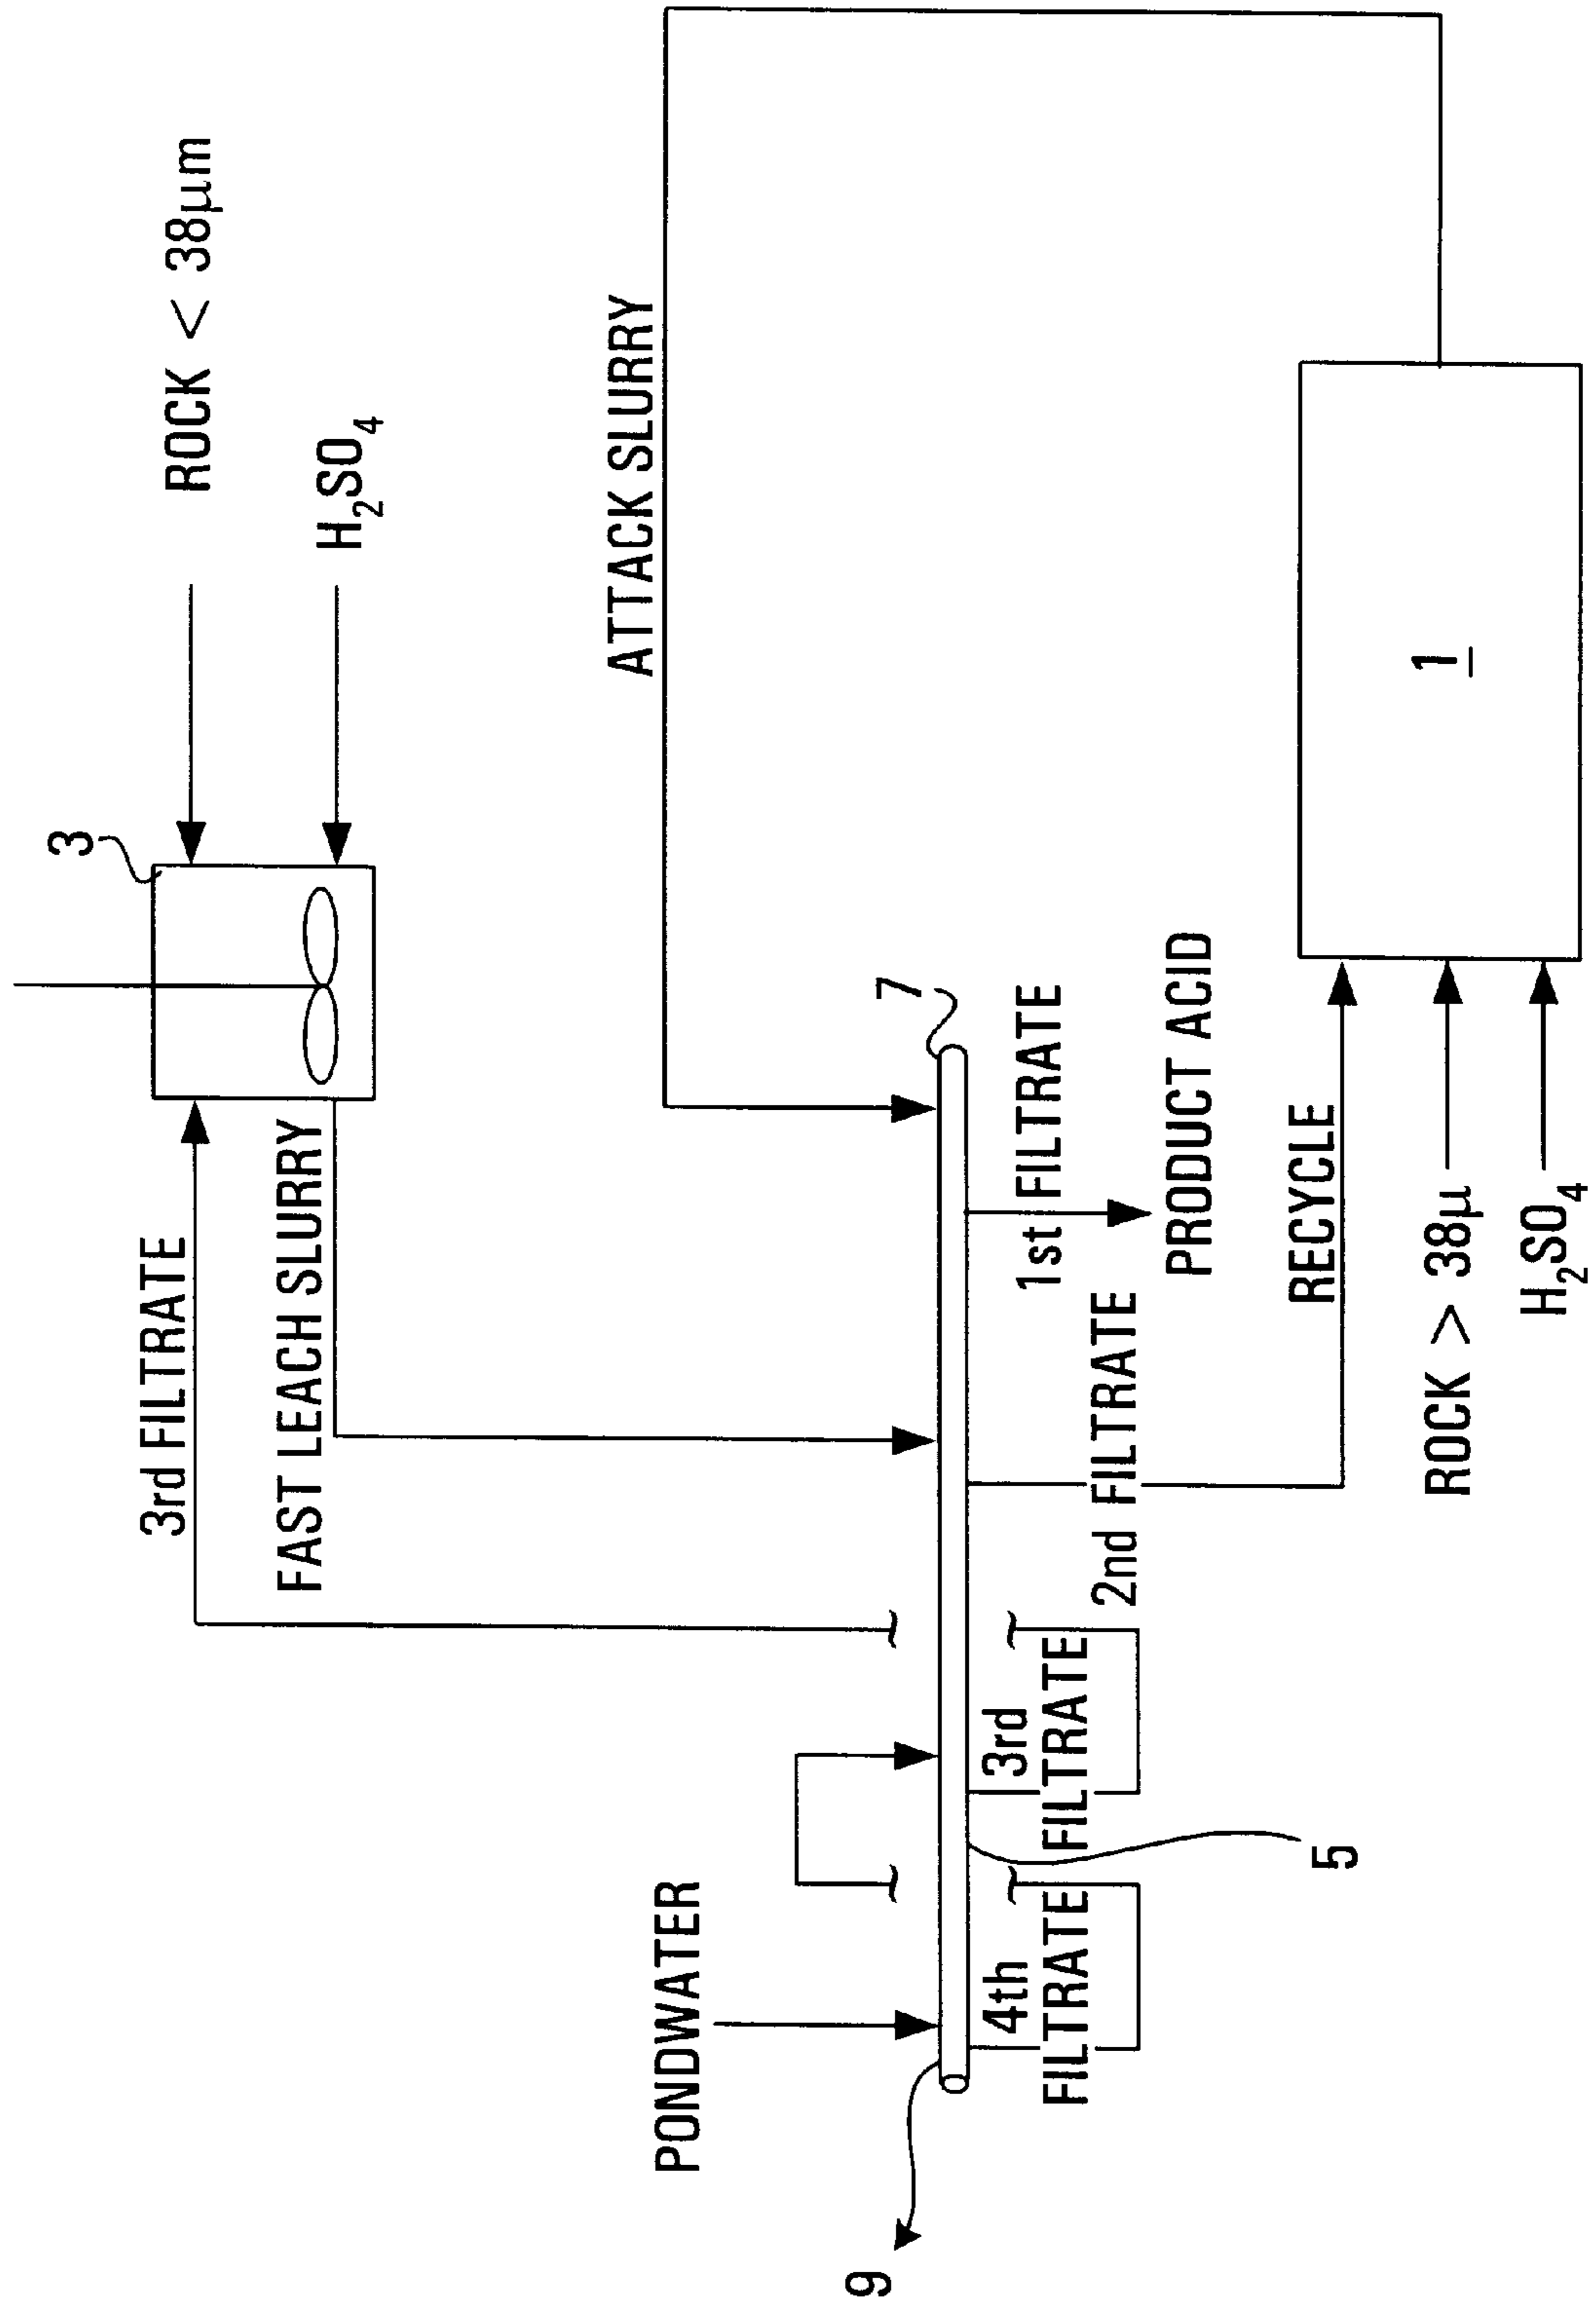 3
ROCK < 38μm
H2SO4
3rd FILTRATE
FAST LEACH SLURRY
ATTACK SLURRY
PONDWATER
7
9
4th
FILTRATE
3rd
FILTRATE
5
2nd FILTRATE
1st FILTRATE
PRODUCT ACID
RECYCLE
ROCK > 38μ
H2SO4
1